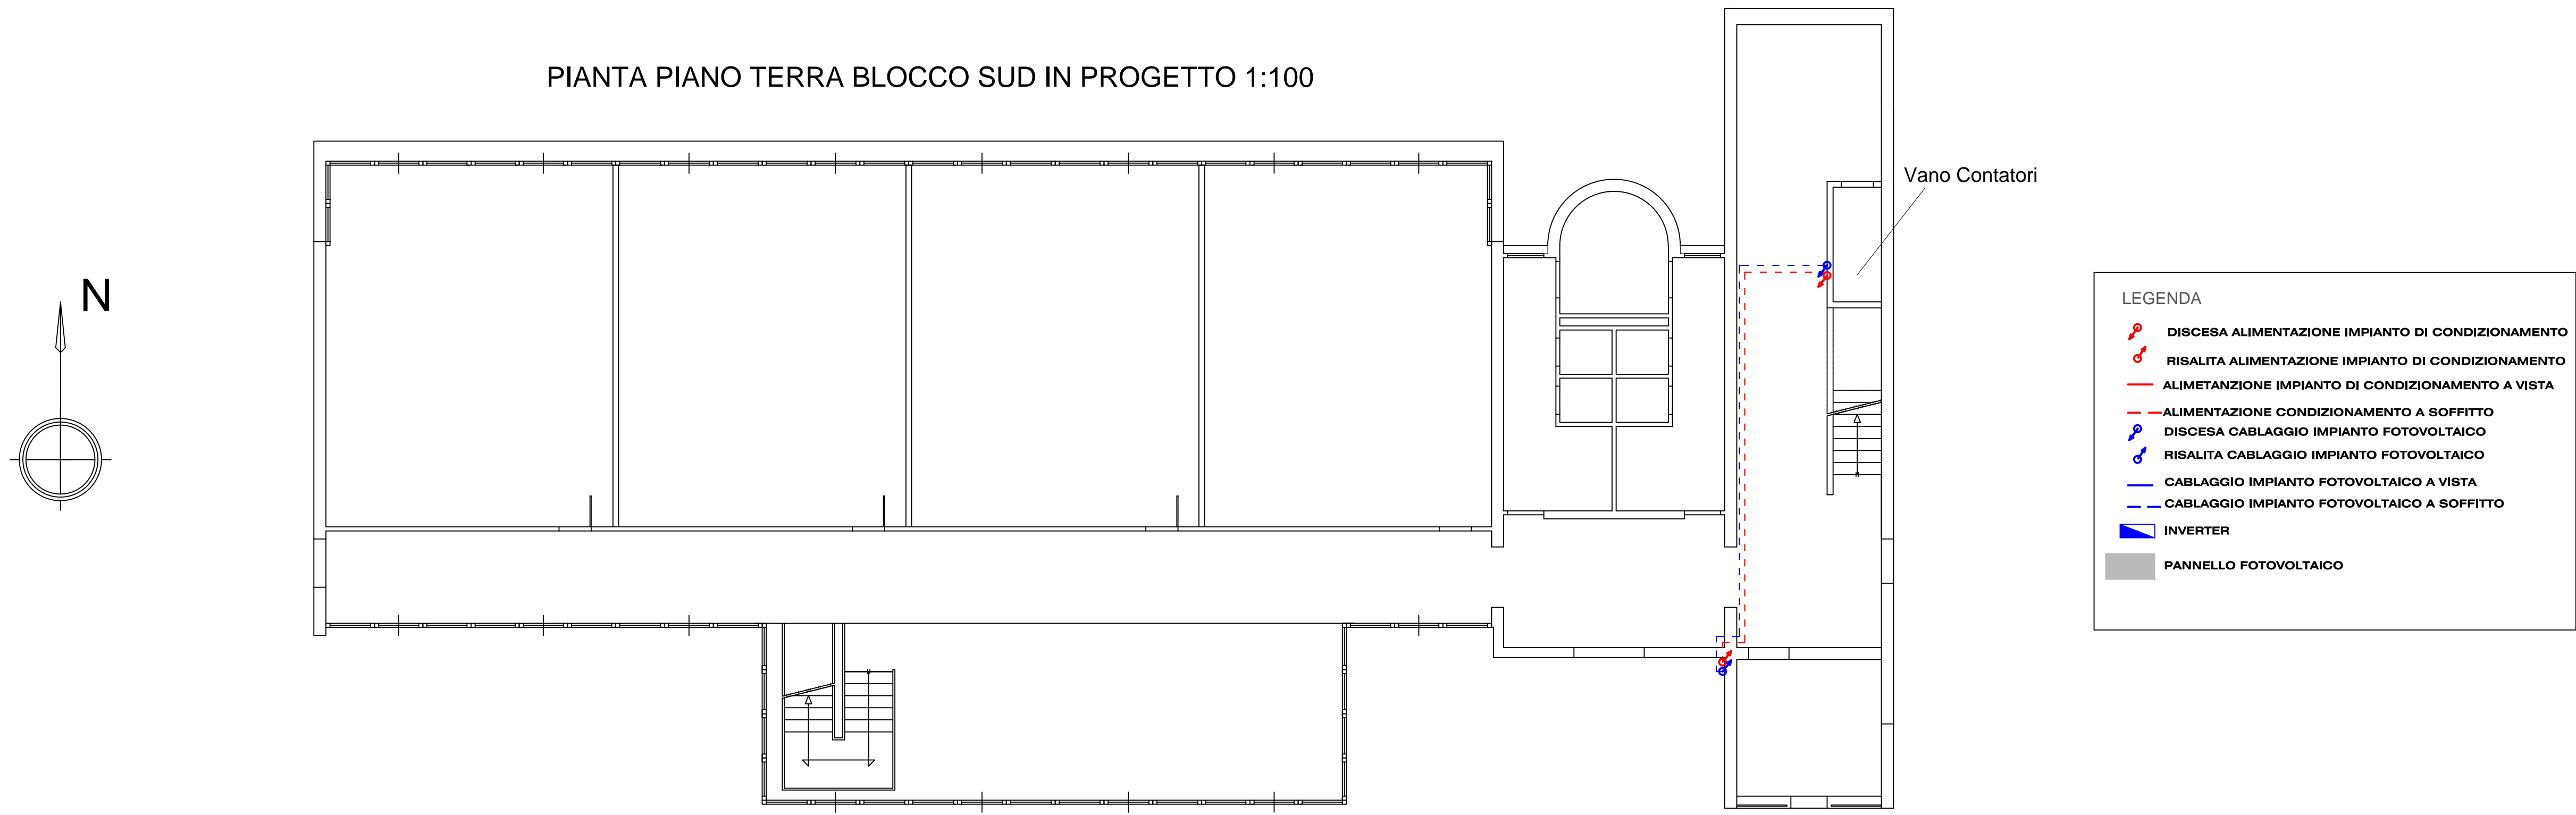 PIANTA PIANO TERRA BLOCCO SUD IN PROGETTO 1:100
Vano Contatori
N
LEGENDA
DISCESA ALIMENTAZIONE IMPIANTO DI CONDIZIONAMENTO
RISALITA ALIMENTAZIONE IMPIANTO DI CONDIZIONAMENTO
ALIMETANZIONE IMPIANTO DI CONDIZIONAMENTO A VISTA
ALIMENTAZIONE CONDIZIONAMENTO A SOFFITTO
DISCESA CABLAGGIO IMPIANTO FOTOVOLTAICO
RISALITA CABLAGGIO IMPIANTO FOTOVOLTAICO
CABLAGGIO IMPIANTO FOTOVOLTAICO A VISTA
CABLAGGIO IMPIANTO FOTOVOLTAICO A SOFFITTO
INVERTER
PANNELLO FOTOVOLTAICO